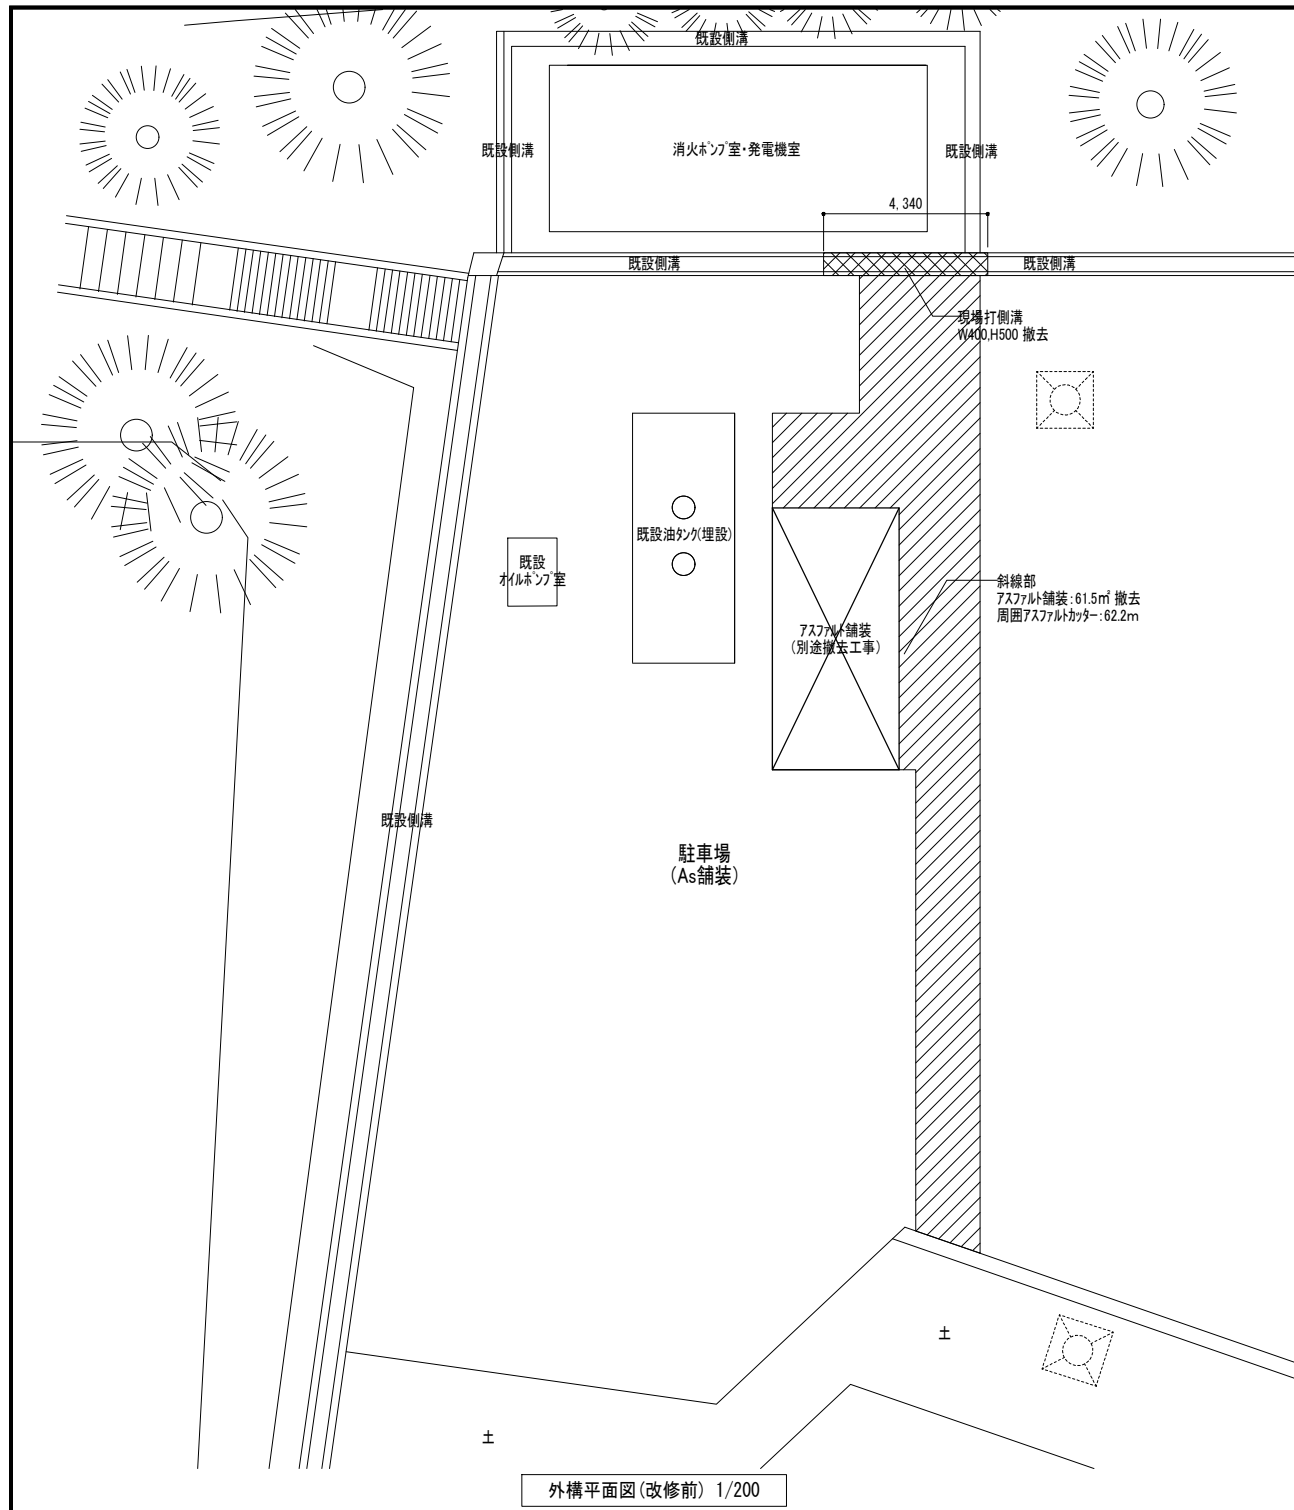 既設側溝
既設側溝
消火ﾎﾟﾝﾌﾟ室・発電機室
既設側溝
4,340
既設側溝
既設側溝
現場打側溝
W400,H500 撤去
既設油ﾀﾝｸ(埋設)
既設
ｵｲﾙﾎﾟﾝﾌﾟ室
斜線部
ｱｽﾌｧﾙﾄ舗装：61.5㎡ 撤去
周囲ｱｽﾌｧﾙﾄｶｯﾀｰ：62.2m
ｱｽﾌｧﾙﾄ舗装
(別途撤去工事)
既設側溝
駐車場
(As舗装)
土
土
外構平面図(改修前) 1/200